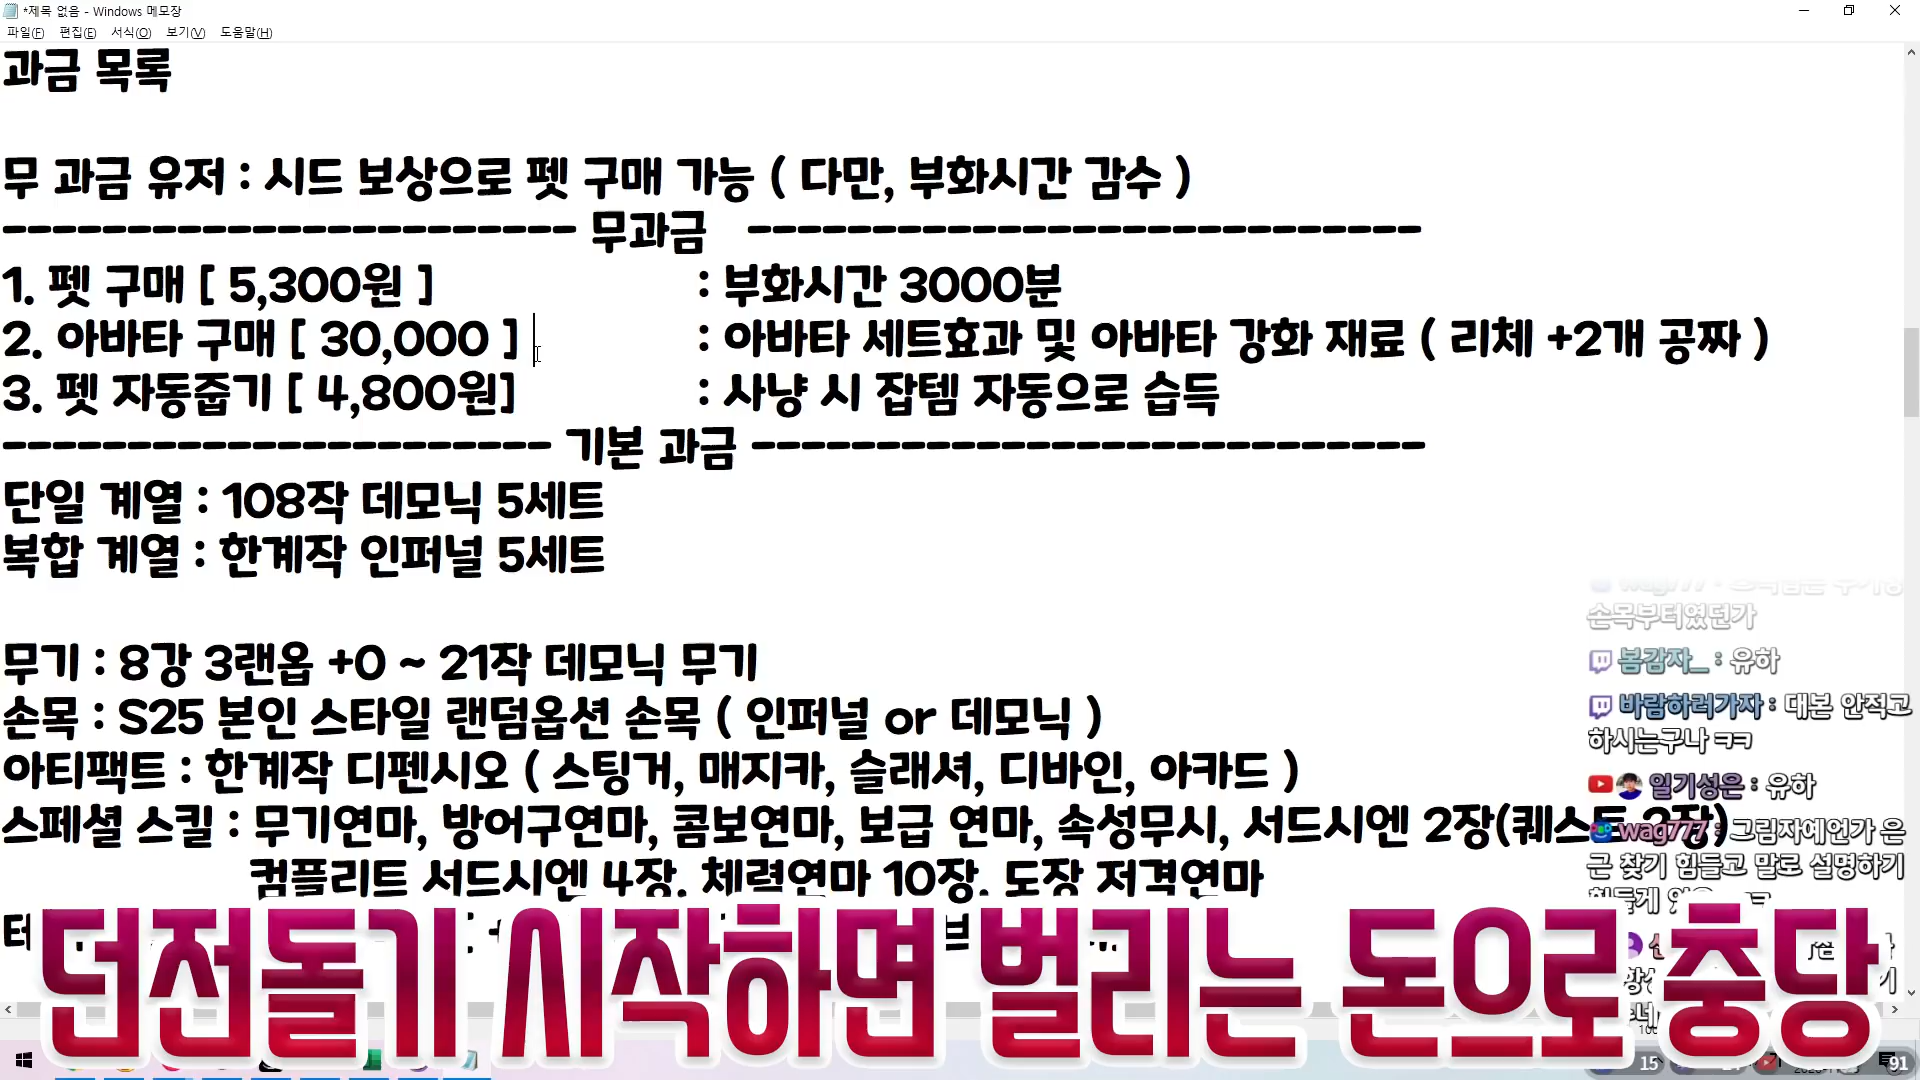 *제목 없음 - Windows 메모장
파일(F) 편집(E) 서식(O) 보기(V) 도움말(H)
과금 목록
무 과금 유저 : 시드 보상으로 펫 구매 가능 ( 다만, 부화시간 감수 )
----------------------- 무과금 ---------------------------
1. 펫 구매 [ 5,300원 ] : 부화시간 3000분
2. 아바타 구매 [ 30,000 ] : 아바타 세트효과 및 아바타 강화 재료 ( 리체 +2개 공짜 )
3. 펫 자동줍기 [ 4,800원] : 사냥 시 잡템 자동으로 습득
---------------------- 기본 과금 ---------------------------
단일 계열 : 108작 데모닉 5세트
복합 계열 : 한계작 인퍼널 5세트
무기 : 8강 3랜옵 +0 ~ 21작 데모닉 무기
손목 : S25 본인 스타일 랜덤옵션 손목 ( 인퍼널 or 데모닉 )
아티팩트 : 한계작 디펜시오 ( 스팅거, 매지카, 슬래셔, 디바인, 아카드 )
스페셜 스킬 : 무기연마, 방어구연마, 콤보연마, 보급 연마, 속성무시, 서드시엔 2장(퀘스트 2장)
컴플리트 서드시엔 4장, 체력연마 10장, 도장 저격연마
손목부터였던가
봄감자_ : 유하
바람하러가자 : 대본 안적고
하시는구나 ㅋㅋ
일기성은 : 유하
wag777 : 그림자예언가 은
근 찾기 힘들고 말로 설명하기
던전돌기 시작하면 벌리는 돈으로 충당
15
91